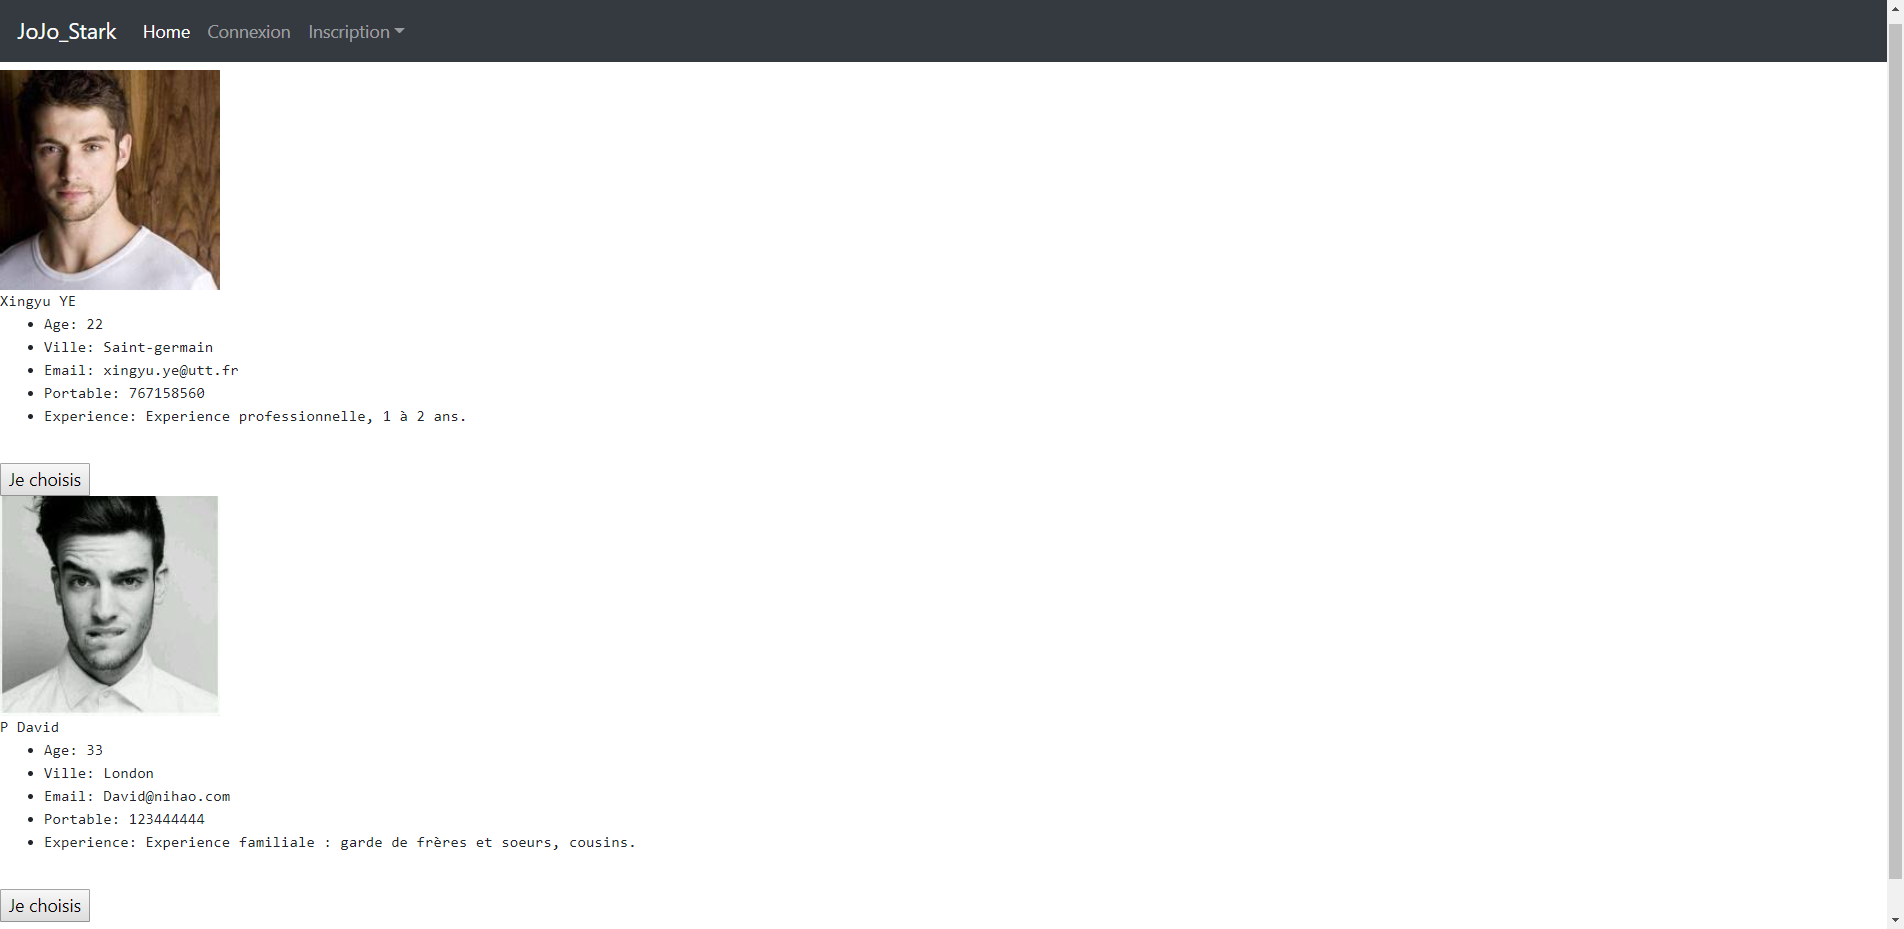 JoJo_Stark Home Connexion Inscription
Xingyu YE
Age: 22
Ville: Saint-germain
Email: xingyu.ye@utt.fr
Portable: 767158560
Experience: Experience professionnelle, 1 à 2 ans.
Je choisis
P David
Age: 33
Ville: London
Email: David@nihao.com
Portable: 123444444
Experience: Experience familiale : garde de frères et soeurs, cousins.
Je choisis